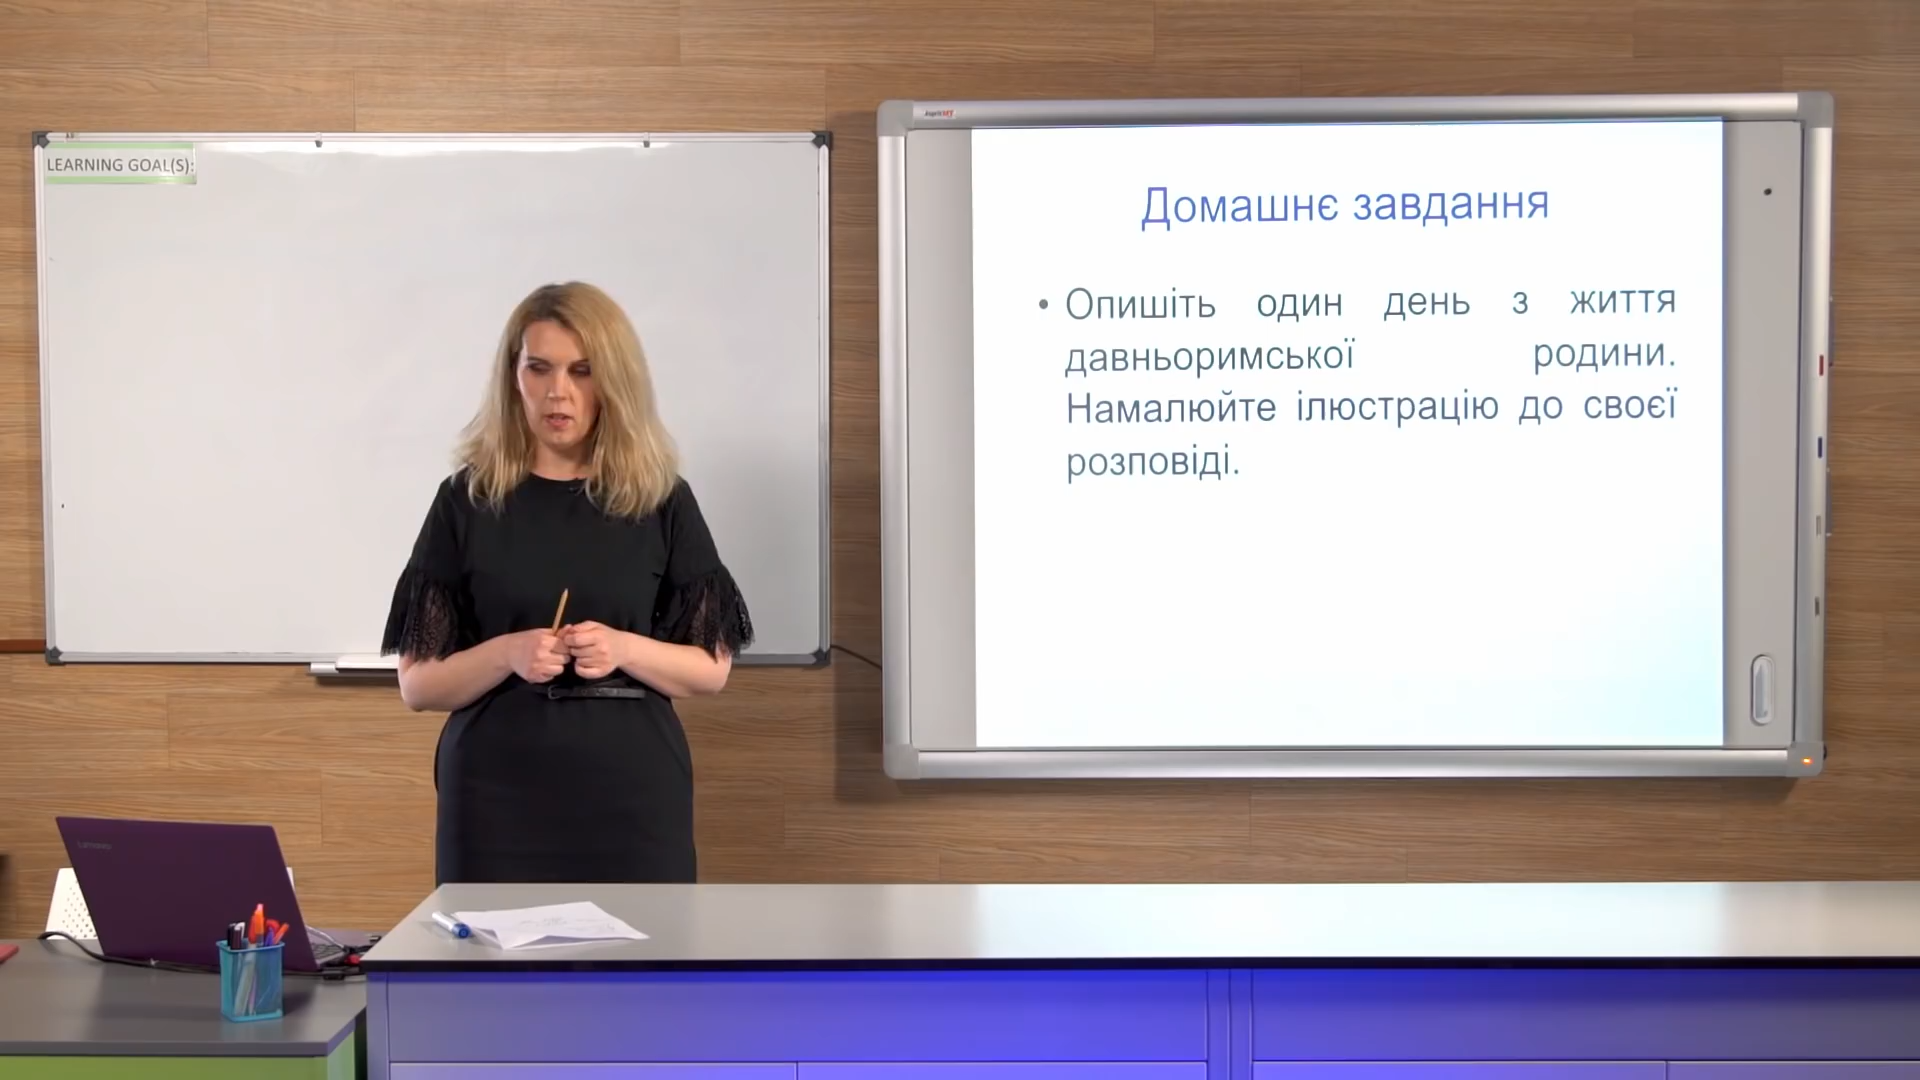 LEARNING GOAL(S):
Домашнє завдання
• Опишіть один день з життя
давньоримської родини.
Намалюйте ілюстрацію до своєї
розповіді.